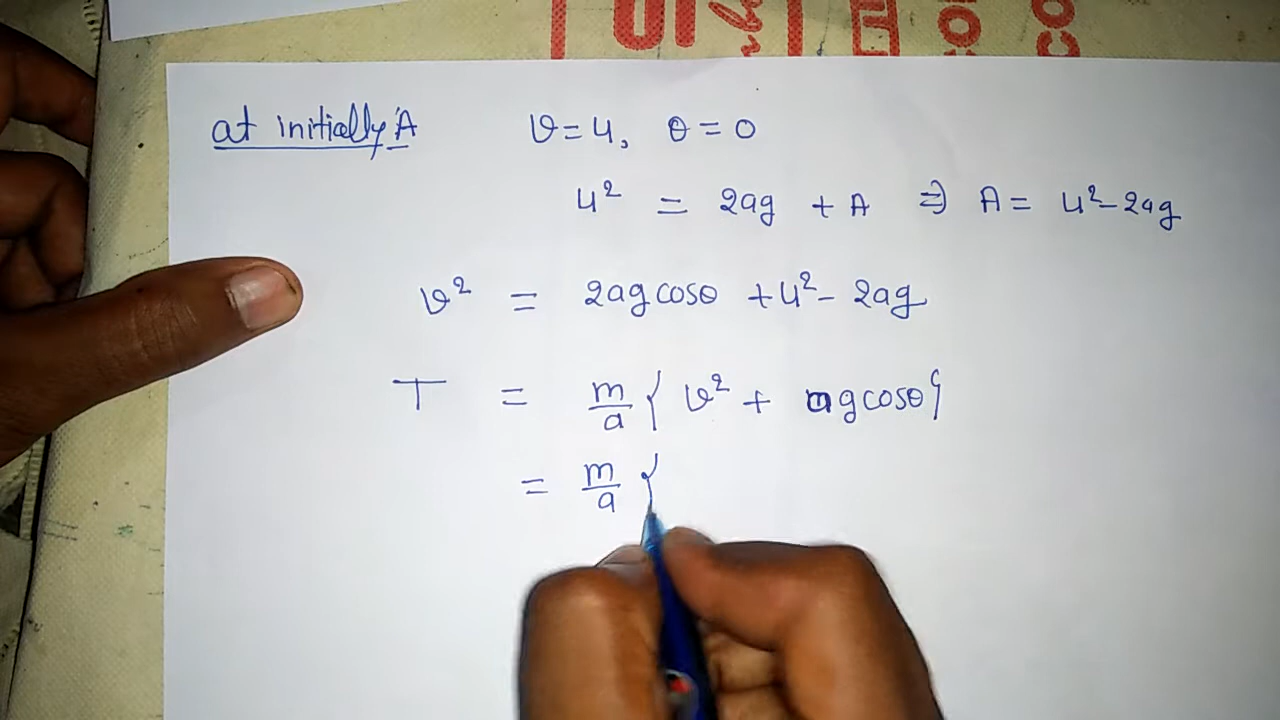 at initially 'A' v=u, θ=0
u² = 2ag + A ⇒ A = u²-2ag
v² = 2ag cosθ + u² - 2ag
T = m/a { v² + ag cosθ }
= m/a {